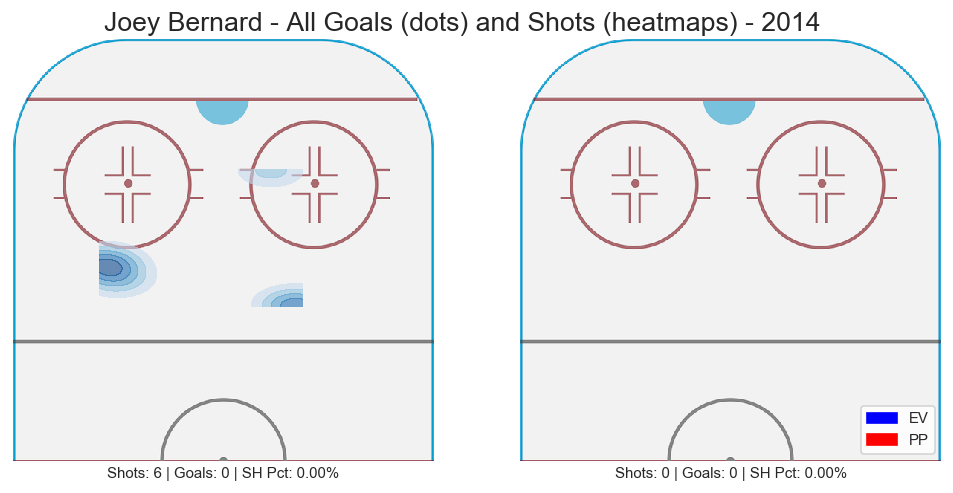 Joey Bernard - All Goals (dots) and Shots (heatmaps) - 2014
EV
PP
Shots: 6 | Goals: 0 | SH Pct: 0.00%
Shots: 0 | Goals: 0 | SH Pct: 0.00%